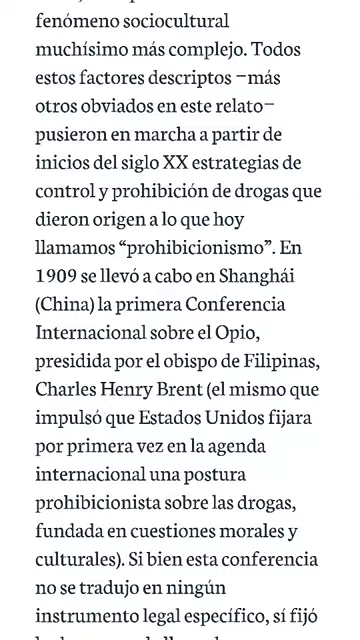 fenómeno sociocultural
muchísimo más complejo. Todos
estos factores descriptos –más
otros obviados en este relato–
pusieron en marcha a partir de
inicios del siglo XX estrategias de
control y prohibición de drogas que
dieron origen a lo que hoy
llamamos “prohibicionismo”. En
1909 se llevó a cabo en Shanghái
(China) la primera Conferencia
Internacional sobre el Opio,
presidida por el obispo de Filipinas,
Charles Henry Brent (el mismo que
impulsó que Estados Unidos fijara
por primera vez en la agenda
internacional una postura
prohibicionista sobre las drogas,
fundada en cuestiones morales y
culturales). Si bien esta conferencia
no se tradujo en ningún
instrumento legal específico, sí fijó